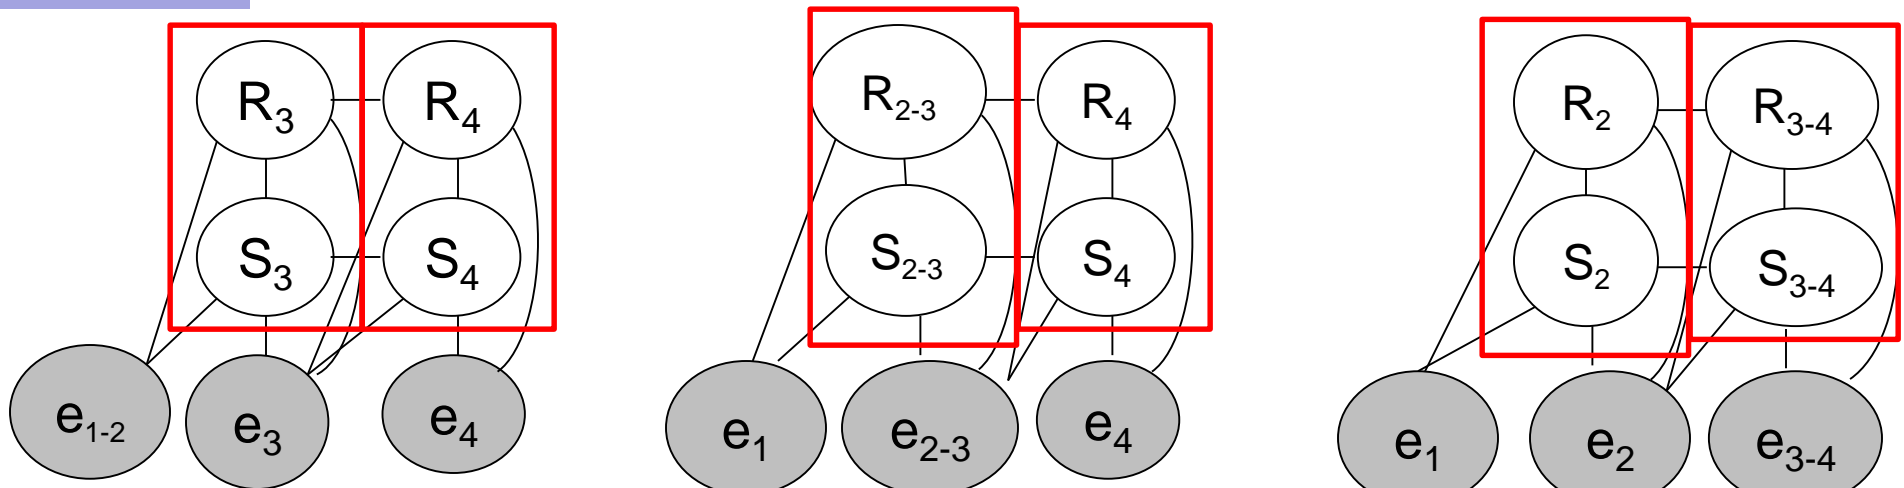 R₃ R₄ R₂₋₃ R₄ R₂ R₃₋₄
S₃ S₄ S₂₋₃ S₄ S₂ S₃₋₄
e₁₋₂ e₃ e₄ e₁ e₂₋₃ e₄ e₁ e₂ e₃₋₄